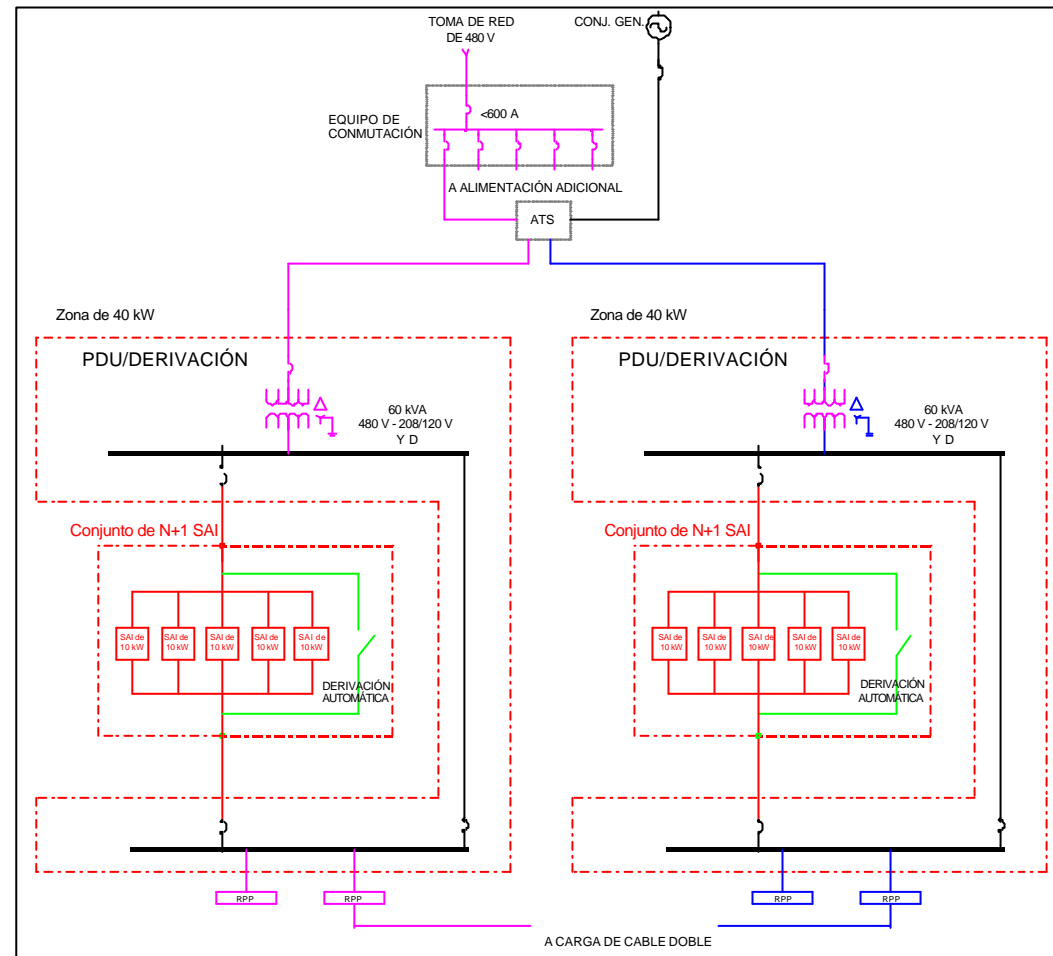 TOMA DE RED
DE 480 V
CONJ. GEN.
<600 A
EQUIPO DE
CONMUTACIÓN
A ALIMENTACIÓN ADICIONAL
ATS
Zona de 40 kW
PDU/DERIVACIÓN
60 kVA
480 V - 208/120 V
Y D
Conjunto de N+1 SAI
SAI de
10 kW
SAI de
10 kW
SAI de
10 kW
SAI de
10 kW
SAI de
10 kW
DERIVACIÓN
AUTOMÁTICA
RPP
RPP
Zona de 40 kW
PDU/DERIVACIÓN
60 kVA
480 V - 208/120 V
Y D
Conjunto de N+1 SAI
SAI de
10 kW
SAI de
10 kW
SAI de
10 kW
SAI de
10 kW
SAI de
10 kW
DERIVACIÓN
AUTOMÁTICA
RPP
RPP
A CARGA DE CABLE DOBLE